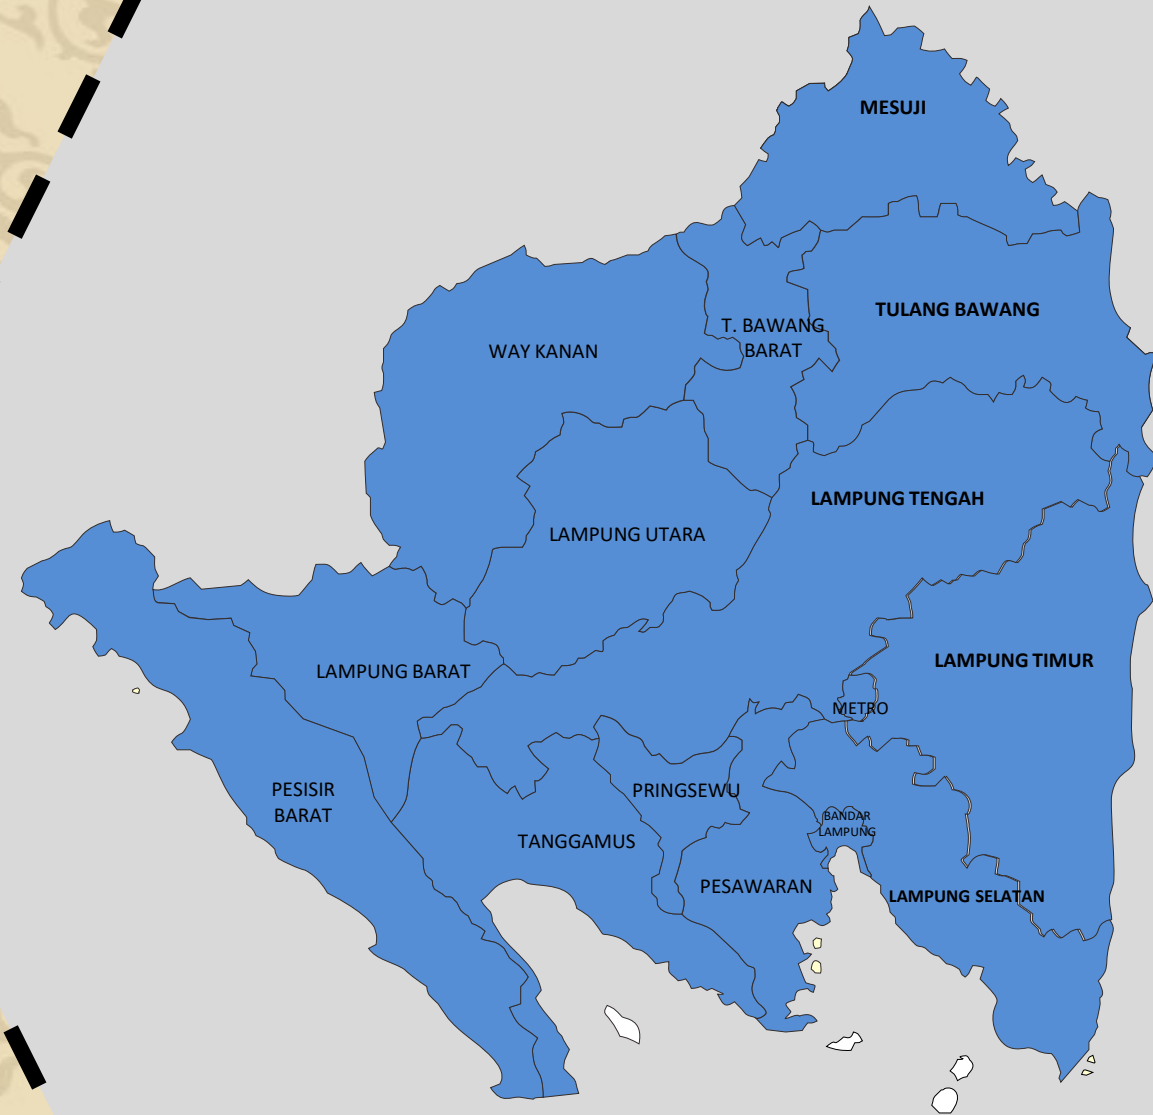 MESUJI
TULANG BAWANG
T. BAWANG
BARAT
WAY KANAN
LAMPUNG TENGAH
LAMPUNG UTARA
LAMPUNG TIMUR
LAMPUNG BARAT
METRO
PESISIR
BARAT
PRINGSEWU
BANDAR
LAMPUNG
TANGGAMUS
PESAWARAN
LAMPUNG SELATAN